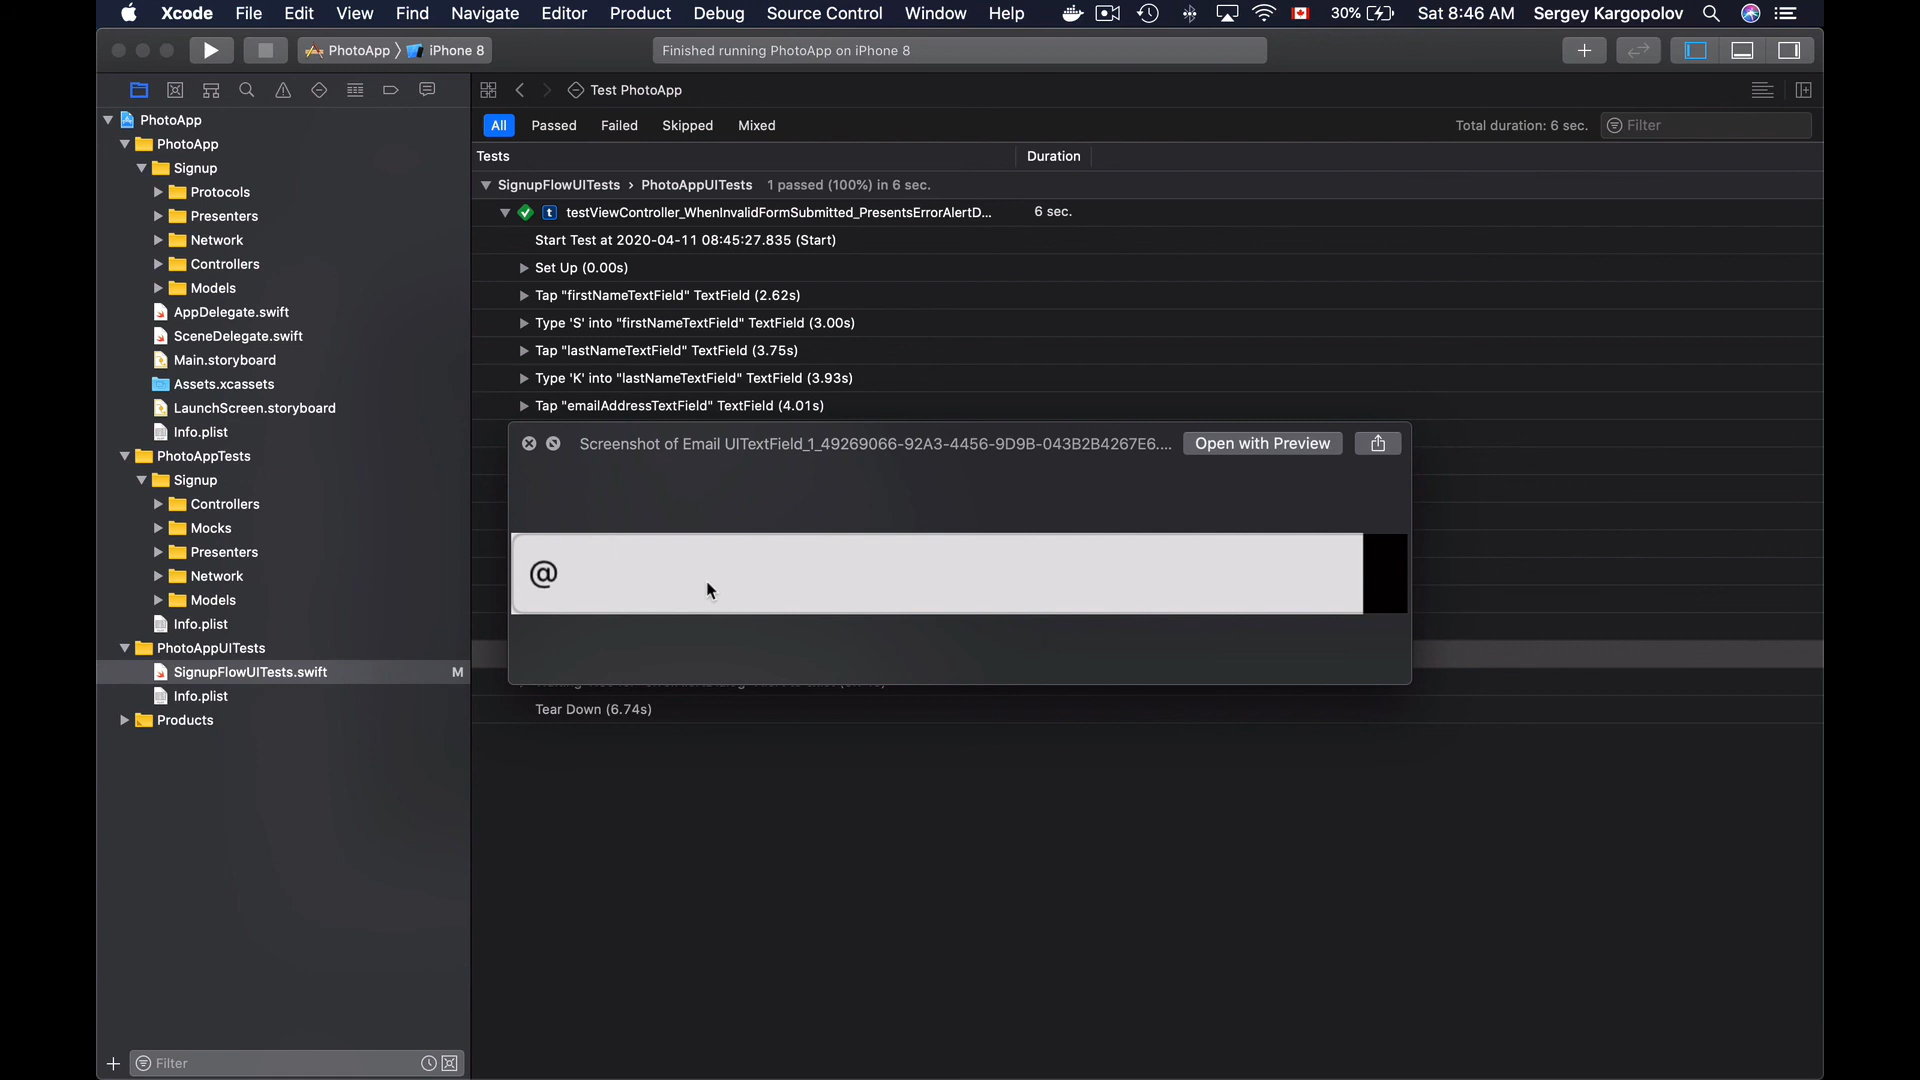 Xcode File Edit View Find Navigate Editor Product Debug Source Control Window Help 30% Sat 8:46 AM Sergey Kargopolov
PhotoApp 〉 iPhone 8
Finished running PhotoApp on iPhone 8
Test PhotoApp
PhotoApp
PhotoApp
Signup
Protocols
Presenters
Network
Controllers
Models
AppDelegate.swift
SceneDelegate.swift
Main.storyboard
Assets.xcassets
LaunchScreen.storyboard
Info.plist
PhotoAppTests
Signup
Controllers
Mocks
Presenters
Network
Models
Info.plist
PhotoAppUITests
SignupFlowUITests.swift M
Info.plist
Products
Filter
All Passed Failed Skipped Mixed Total duration: 6 sec. Filter
Tests Duration
SignupFlowUITests › PhotoAppUITests 1 passed (100%) in 6 sec.
t testViewController_WhenInvalidFormSubmitted_PresentsErrorAlertD... 6 sec.
Start Test at 2020-04-11 08:45:27.835 (Start)
Set Up (0.00s)
Tap "firstNameTextField" TextField (2.62s)
Type 'S' into "firstNameTextField" TextField (3.00s)
Tap "lastNameTextField" TextField (3.75s)
Type 'K' into "lastNameTextField" TextField (3.93s)
Tap "emailAddressTextField" TextField (4.01s)
Screenshot of Email UITextField_1_49269066-92A3-4456-9D9B-043B2B4267E6.... Open with Preview
@
Tear Down (6.74s)